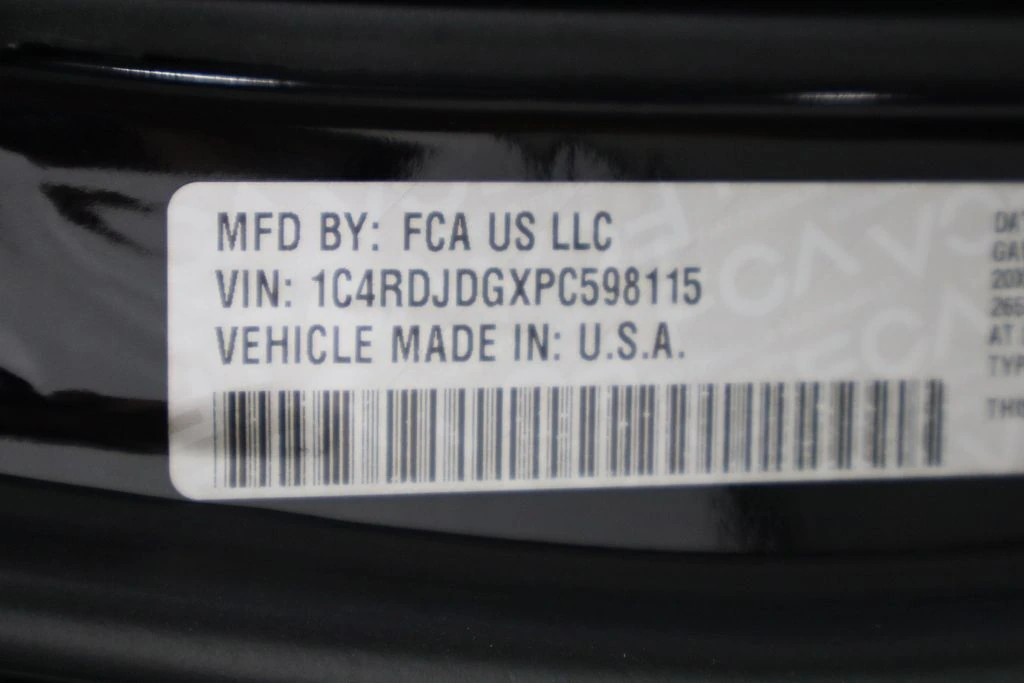 MFD BY: FCA US LLC
VIN: 1C4RDJDGXPC598115
VEHICLE MADE IN: U.S.A.